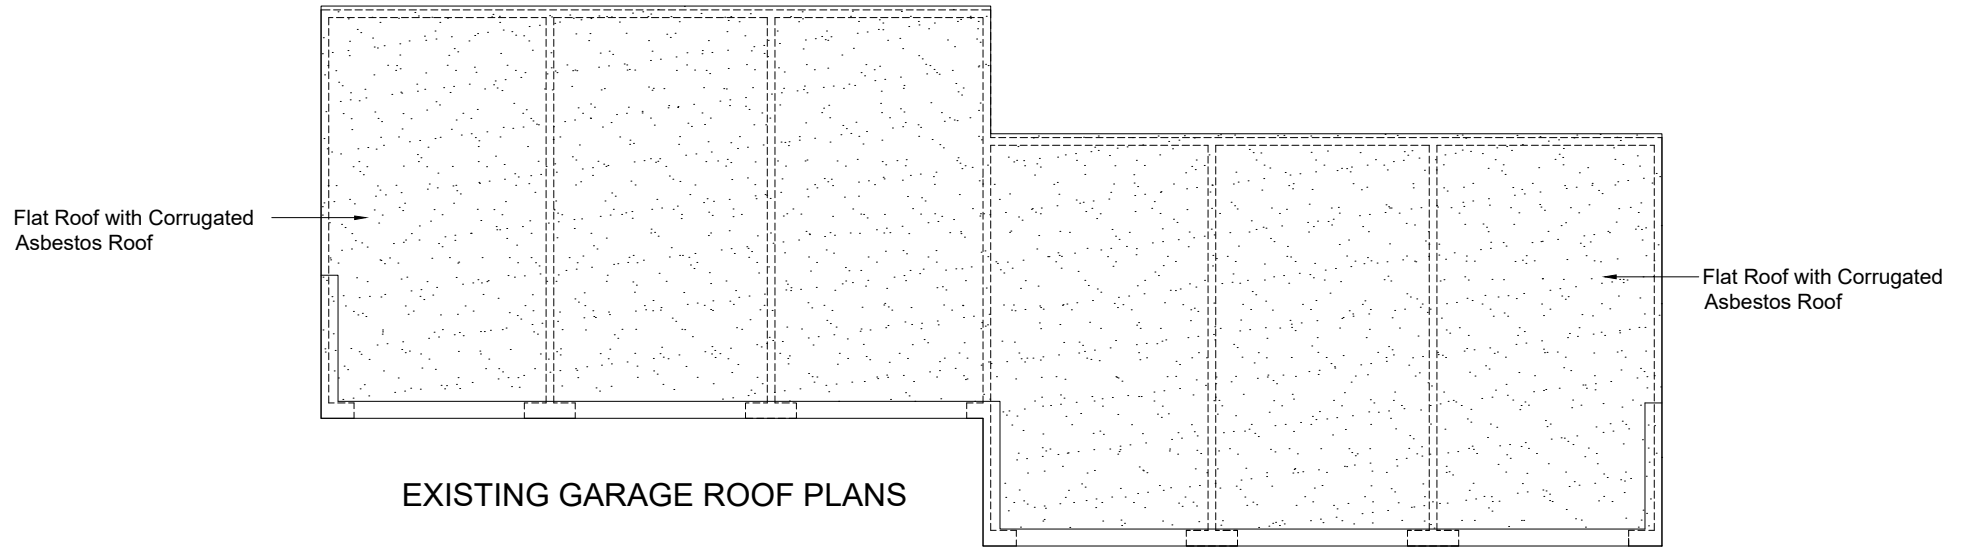 Flat Roof with Corrugated
Asbestos Roof
Flat Roof with Corrugated
Asbestos Roof
EXISTING GARAGE ROOF PLANS